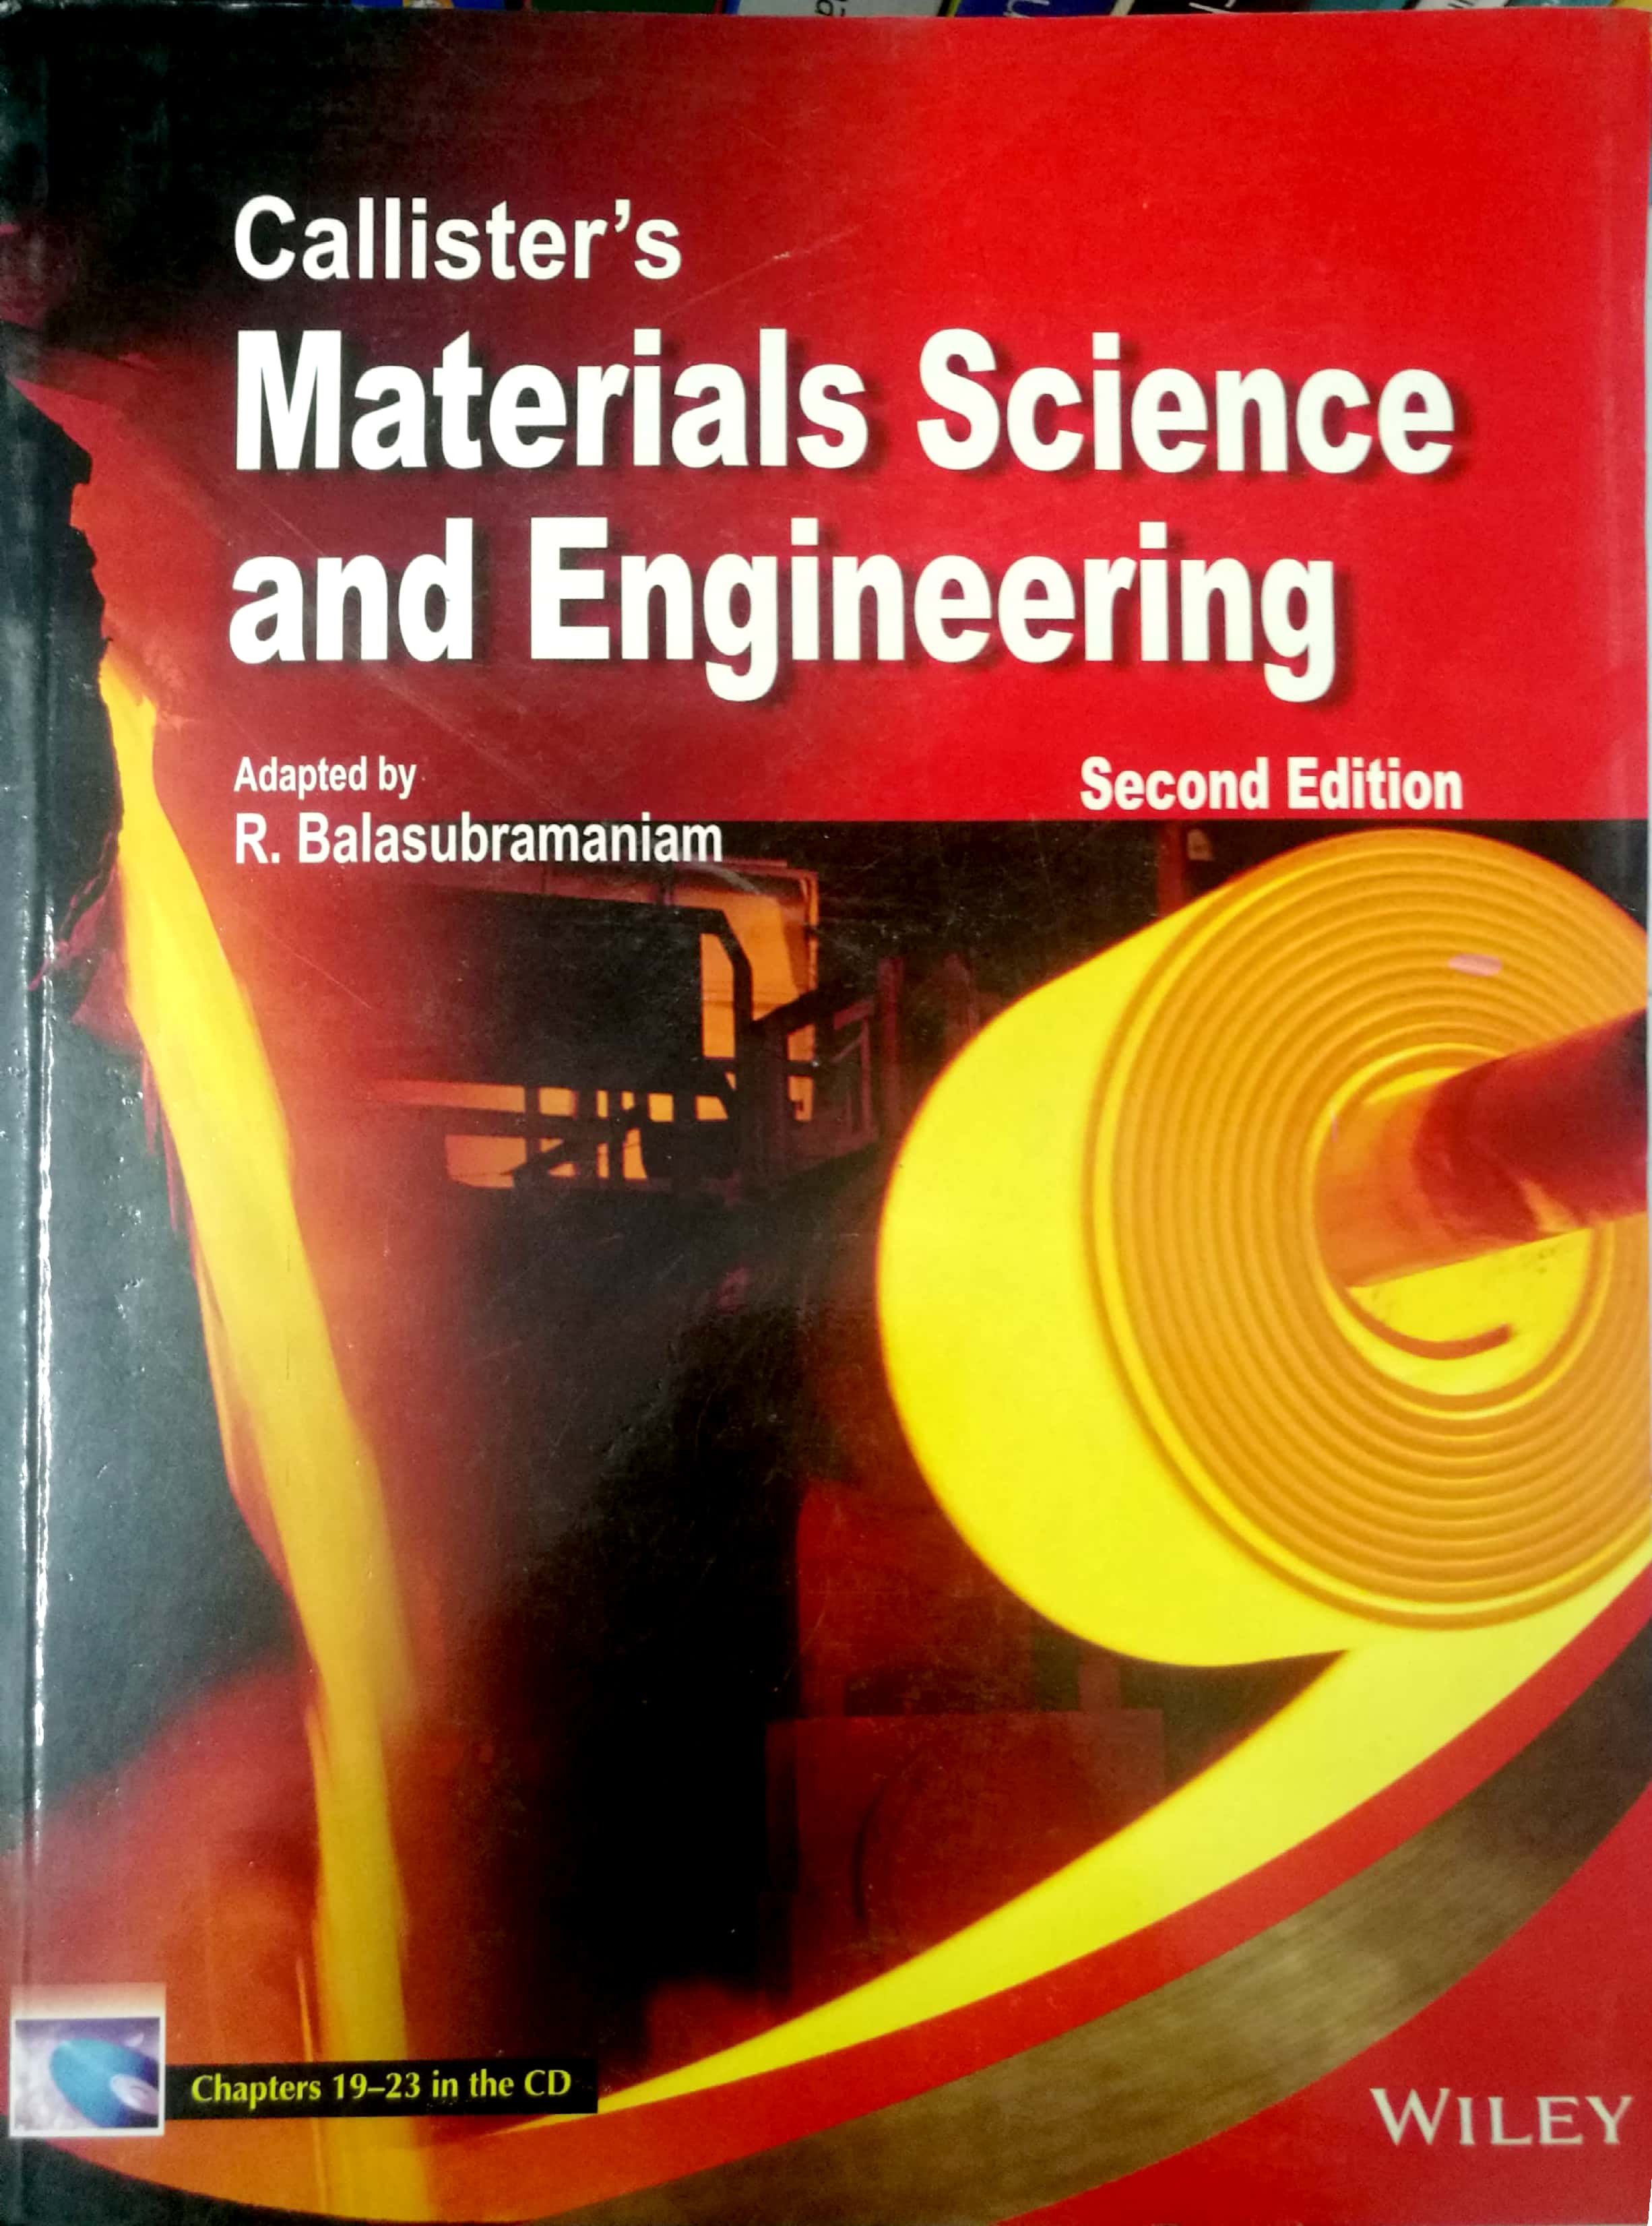 Callister's
Materials Science
and Engineering
Adapted by
R. Balasubramaniam
Second Edition
Chapters 19–23 in the CD
WILEY